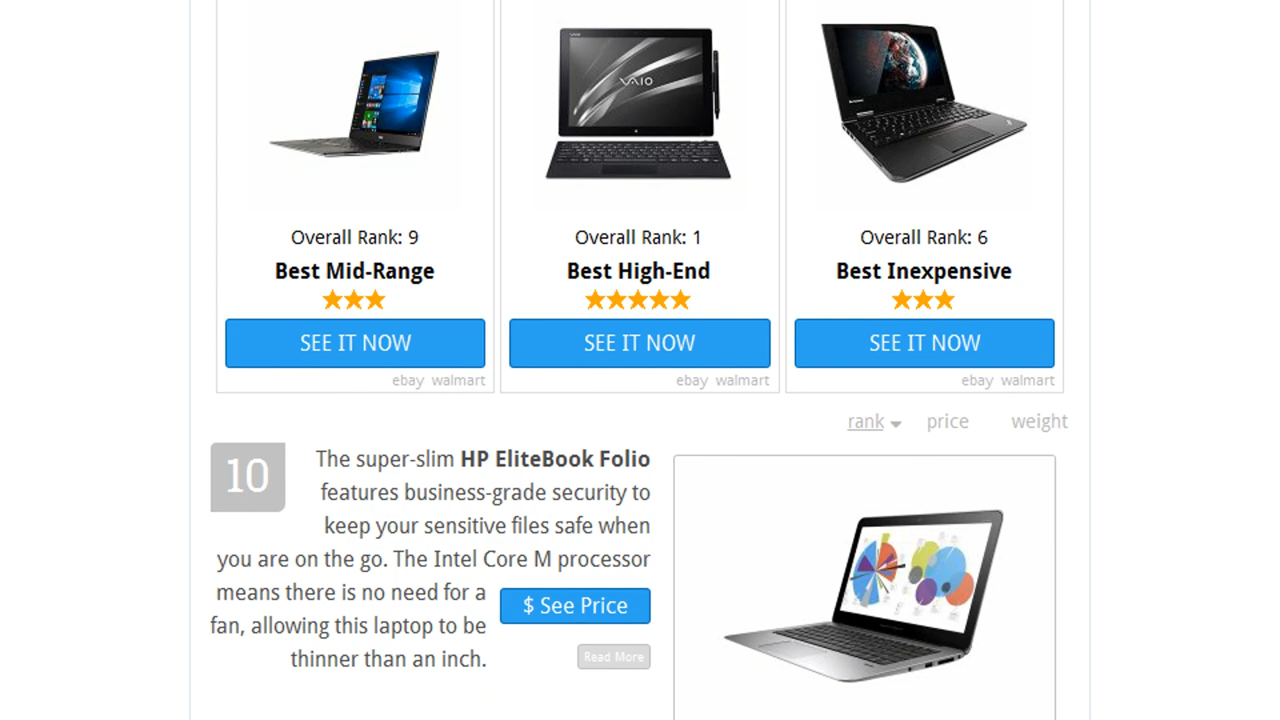 VAIO
Overall Rank: 9
Best Mid-Range
SEE IT NOW
ebay walmart
Overall Rank: 1
Best High-End
SEE IT NOW
ebay walmart
Overall Rank: 6
Best Inexpensive
SEE IT NOW
ebay walmart
rank price weight
10
The super-slim HP EliteBook Folio
features business-grade security to
keep your sensitive files safe when
you are on the go. The Intel Core M processor
means there is no need for a
fan, allowing this laptop to be
thinner than an inch.
$ See Price
Read More